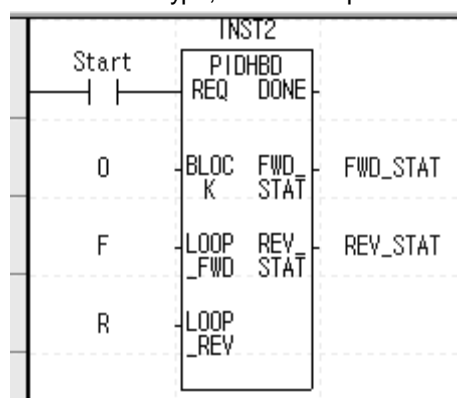 INST2
Start
PIDHBD
REQ DONE
0 BLOC FWD_ FWD_STAT
K STAT
F LOOP REV_ REV_STAT
_FWD STAT
R LOOP
_REV